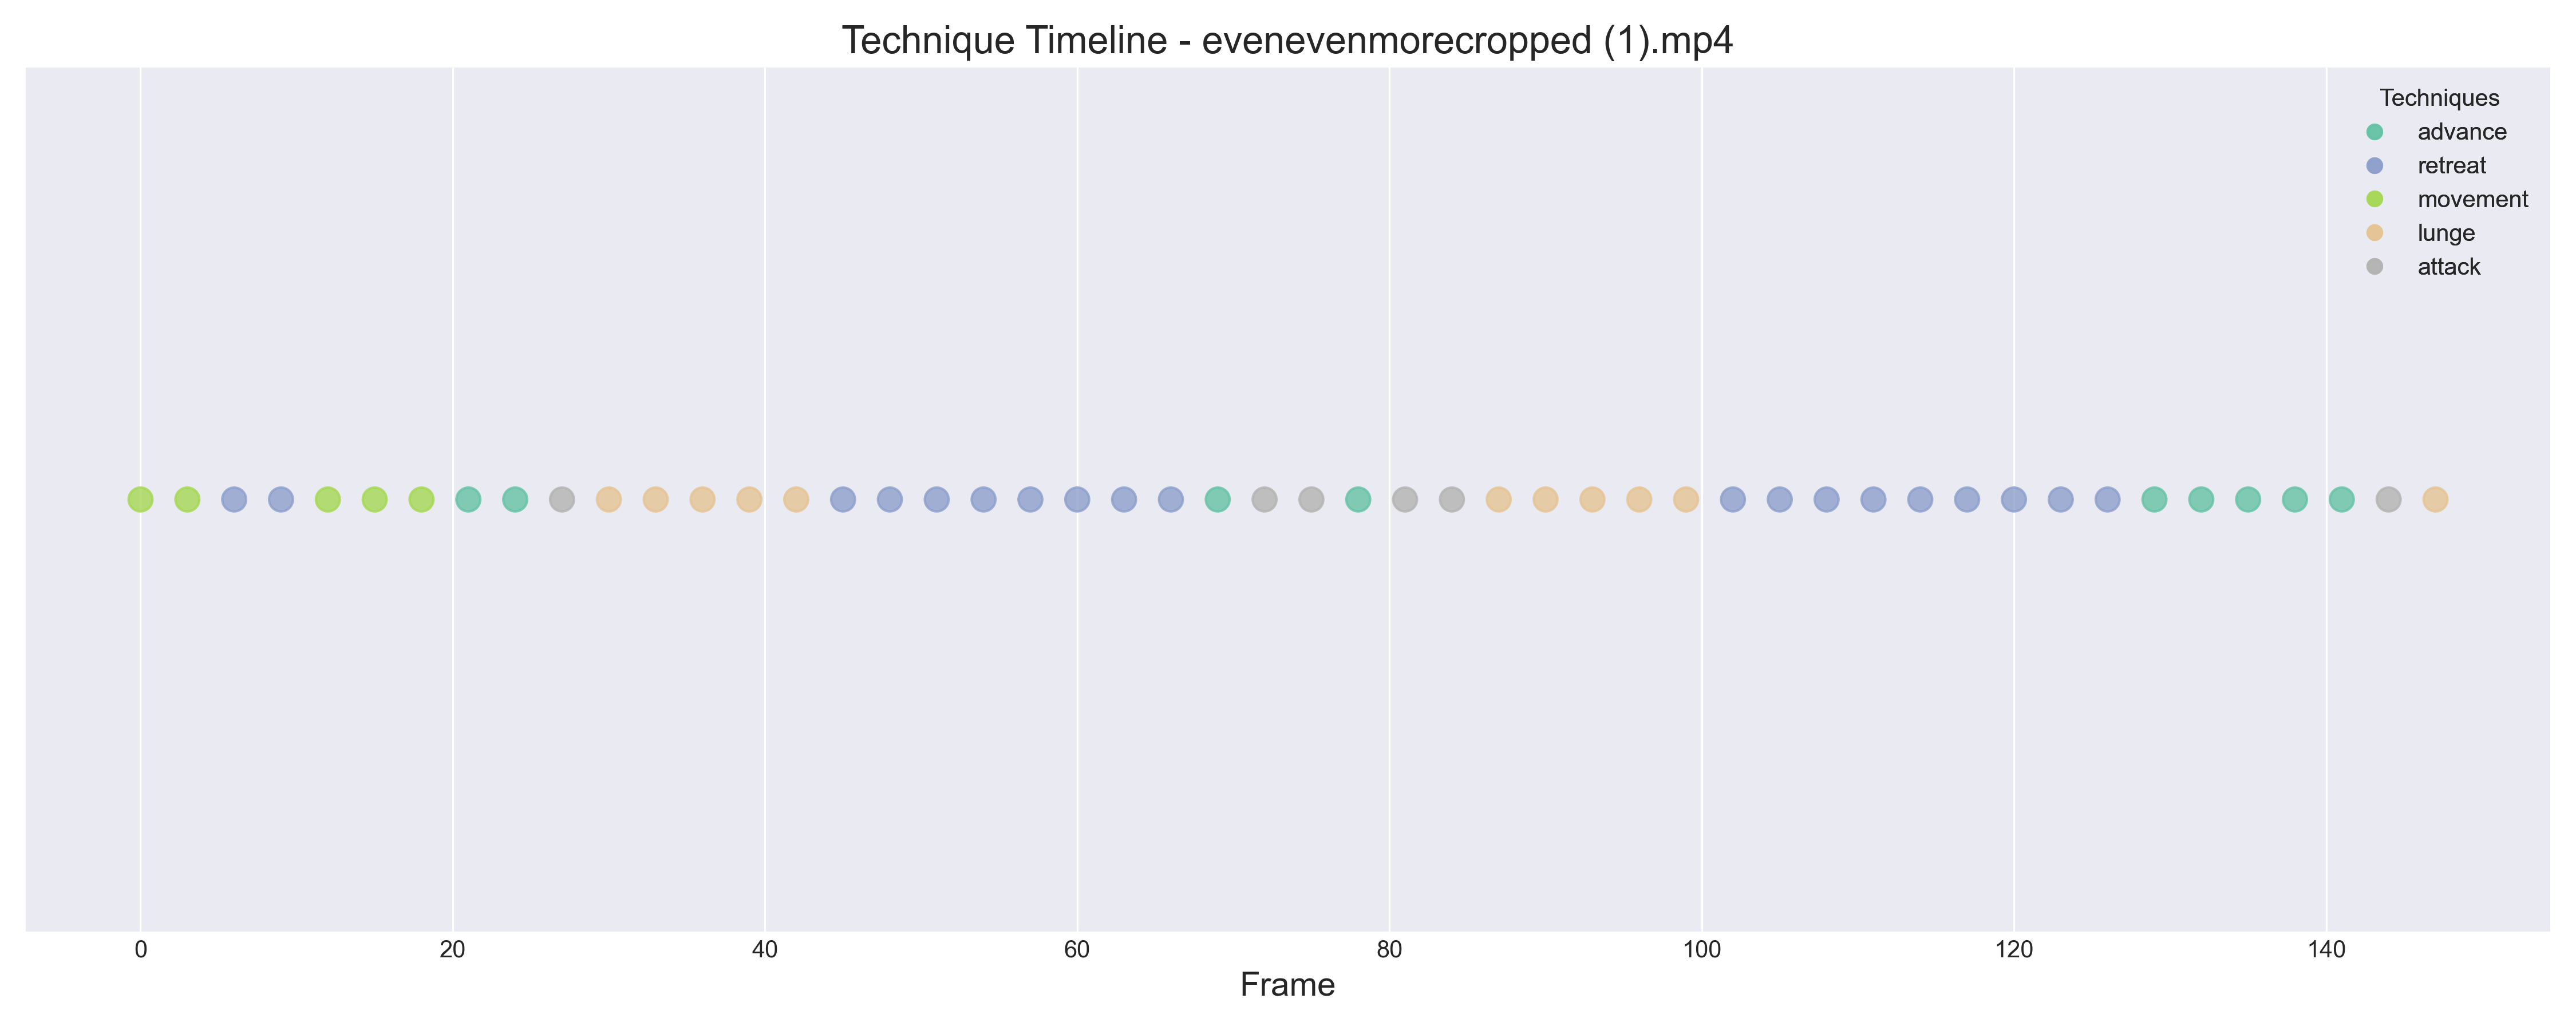 Technique Timeline - evenevenmorecropped (1).mp4
Techniques
advance
retreat
movement
lunge
attack
0 20 40 60 80 100 120 140
Frame